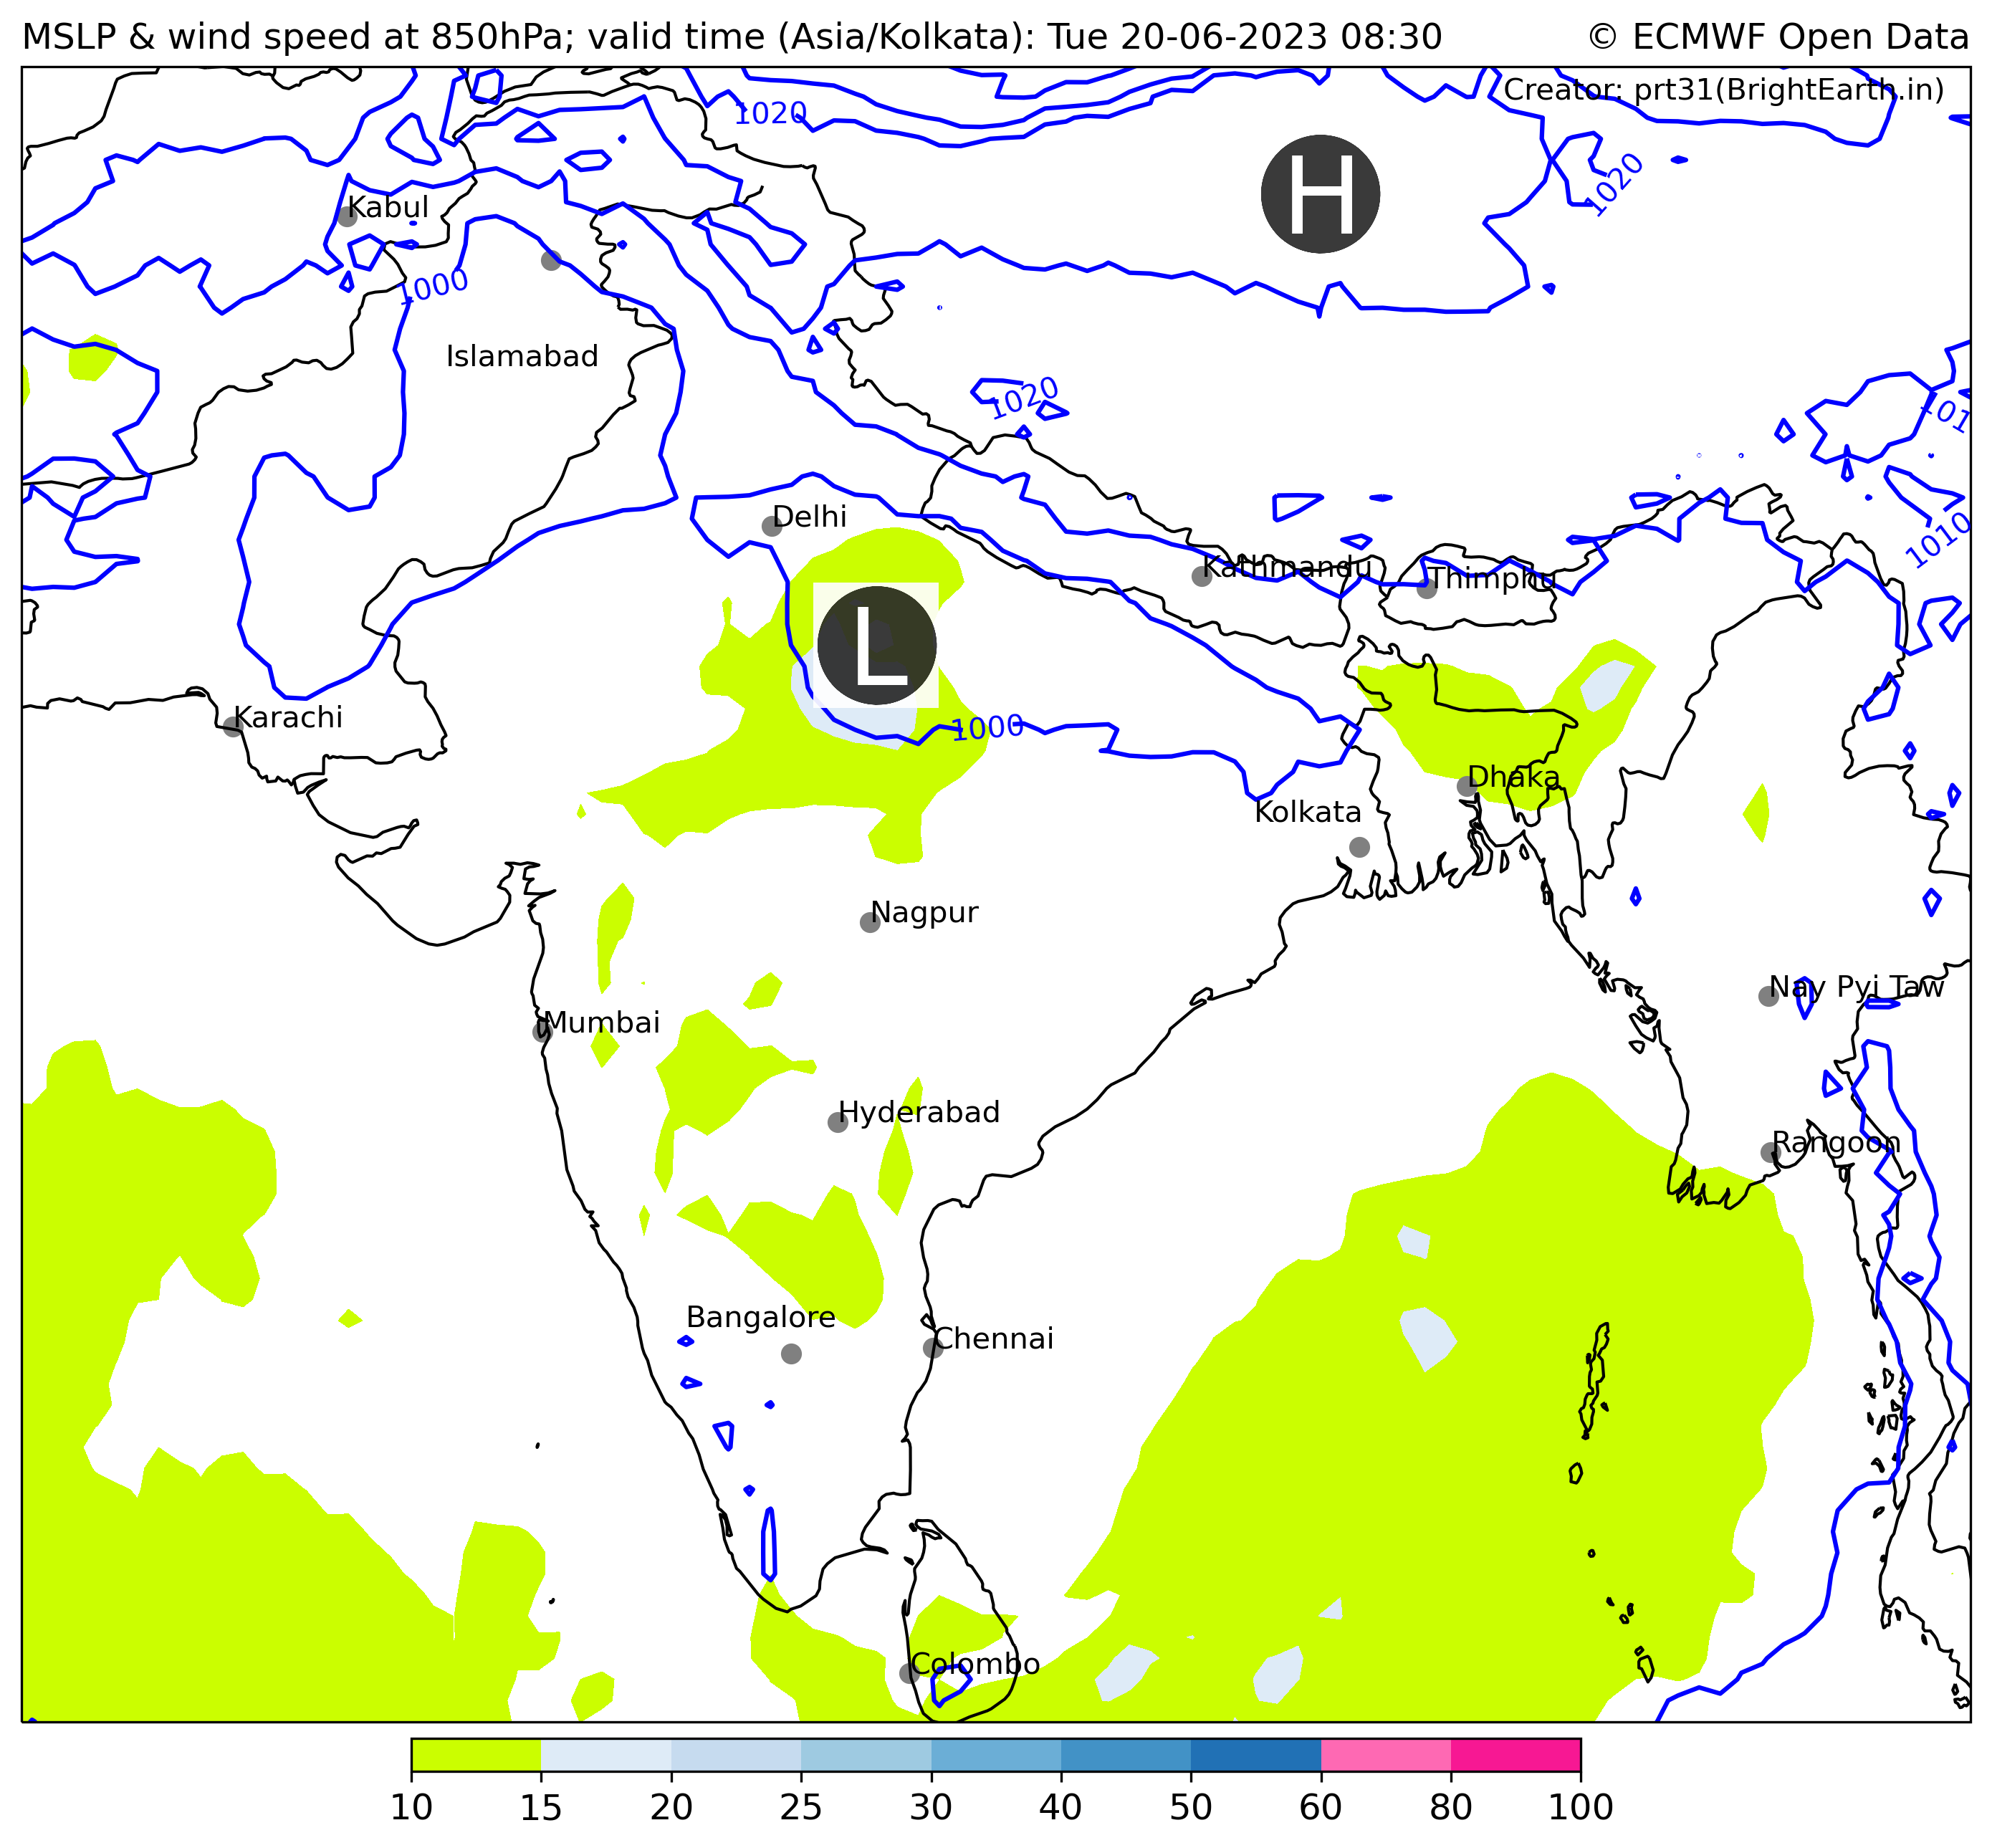 MSLP & wind speed at 850hPa; valid time (Asia/Kolkata): Tue 20-06-2023 08:30
© ECMWF Open Data
Creator: prt31(BrightEarth.in)
1020
H
1020
Kabul
1000
Islamabad
1020
101
Delhi
1010
Kathmandu
Thimphu
L
Karachi
1000
Dhaka
Kolkata
Nagpur
Nay Pyi Taw
Mumbai
Hyderabad
Rangoon
Bangalore
Chennai
Colombo
10 15 20 25 30 40 50 60 80 100